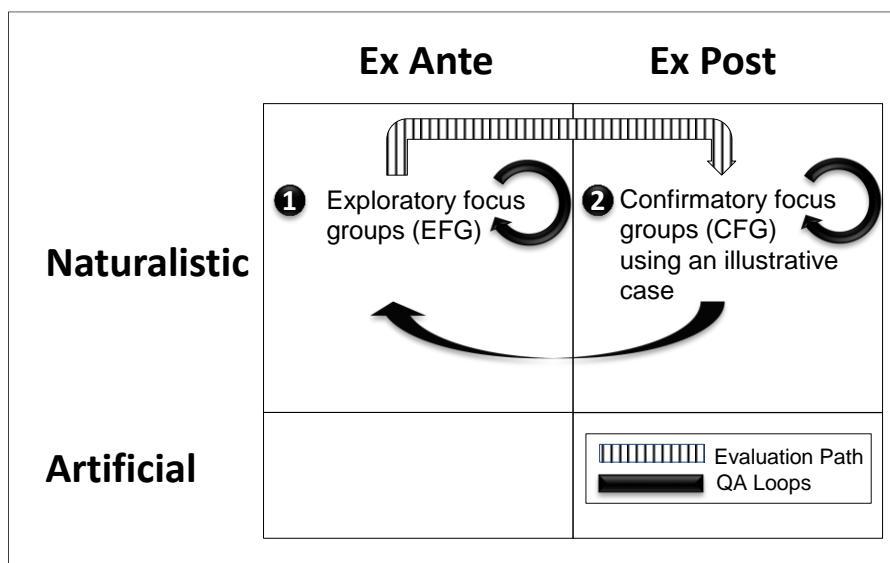 Ex Ante Ex Post
1 Exploratory focus
groups (EFG)
2 Confirmatory focus
groups (CFG)
using an illustrative
case
Naturalistic
Artificial
Evaluation Path
QA Loops